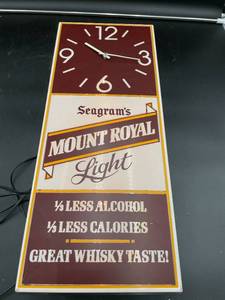 12
9
3
6
Seagram's
MOUNT ROYAL
Light
⅓ LESS ALCOHOL
⅓ LESS CALORIES
GREAT WHISKY TASTE!